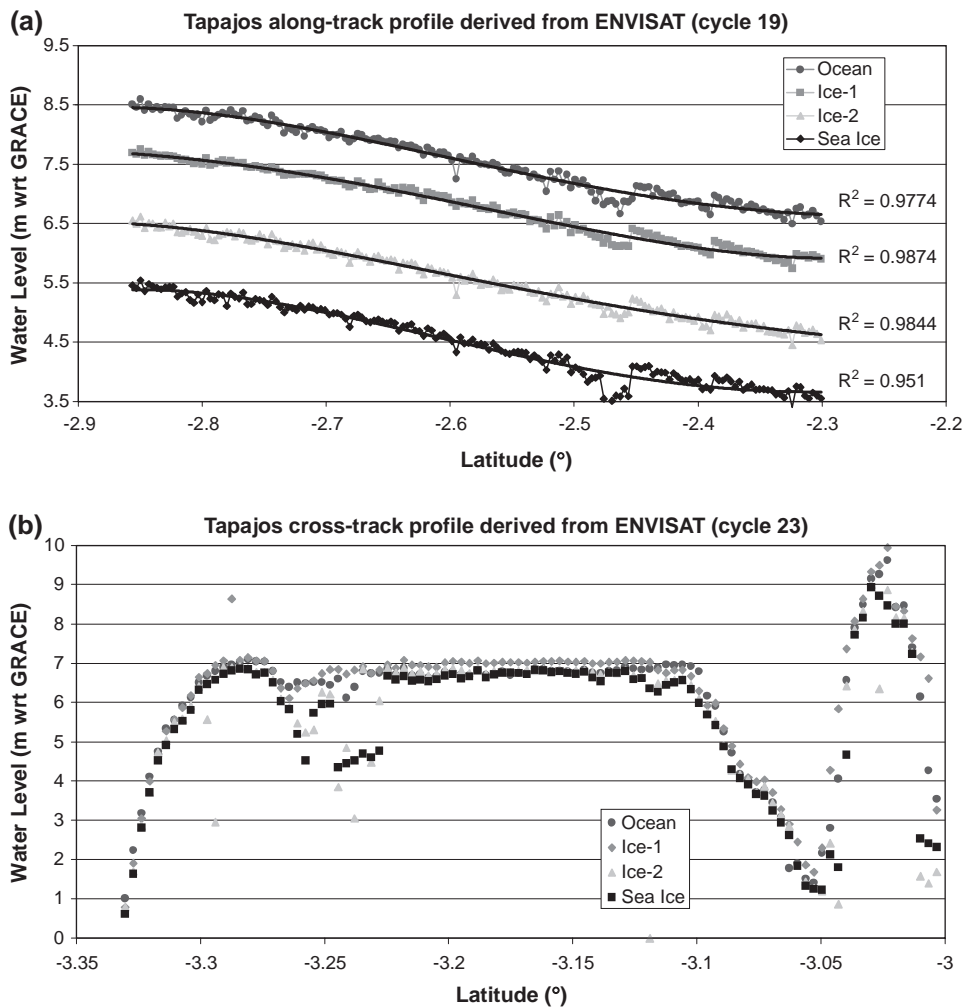 (a)
Tapajos along-track profile derived from ENVISAT (cycle 19)
Water Level (m wrt GRACE)
9.5
8.5
7.5
6.5
5.5
4.5
3.5
Ocean
Ice-1
Ice-2
Sea Ice
R² = 0.9774
R² = 0.9874
R² = 0.9844
R² = 0.951
-2.9 -2.8 -2.7 -2.6 -2.5 -2.4 -2.3 -2.2
Latitude (°)
(b)
Tapajos cross-track profile derived from ENVISAT (cycle 23)
Water Level (m wrt GRACE)
10
9
8
7
6
5
4
3
2
1
0
Ocean
Ice-1
Ice-2
Sea Ice
-3.35 -3.3 -3.25 -3.2 -3.15 -3.1 -3.05 -3
Latitude (°)